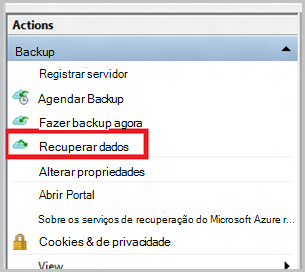 Actions
Backup
Registrar servidor
Agendar Backup
Fazer backup agora
Recuperar dados
Alterar propriedades
Abrir Portal
Sobre os serviços de recuperação do Microsoft Azure r...
Cookies & de privacidade
View